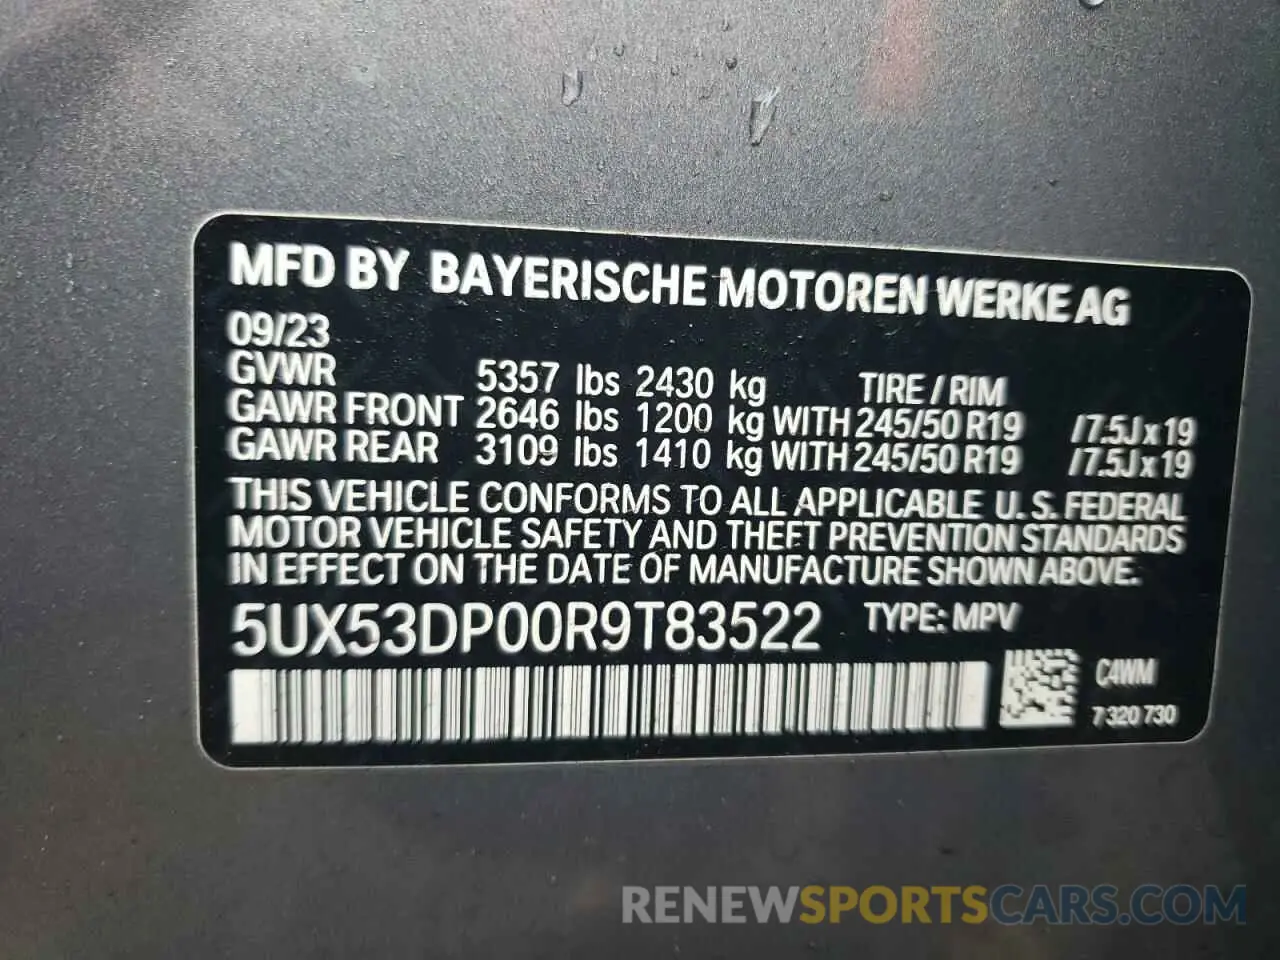 MFD BY BAYERISCHE MOTOREN WERKE AG
09/23
GVWR 5357 lbs 2430 kg TIRE / RIM
GAWR FRONT 2646 lbs 1200 kg WITH 245/50 R19 /7.5J x 19
GAWR REAR 3109 lbs 1410 kg WITH 245/50 R19 /7.5J x 19
THIS VEHICLE CONFORMS TO ALL APPLICABLE U. S. FEDERAL
MOTOR VEHICLE SAFETY AND THEFT PREVENTION STANDARDS
IN EFFECT ON THE DATE OF MANUFACTURE SHOWN ABOVE.
5UX53DP00R9T83522 TYPE: MPV
C4WM
7 320 730
RENEWSPORTSCARS.COM